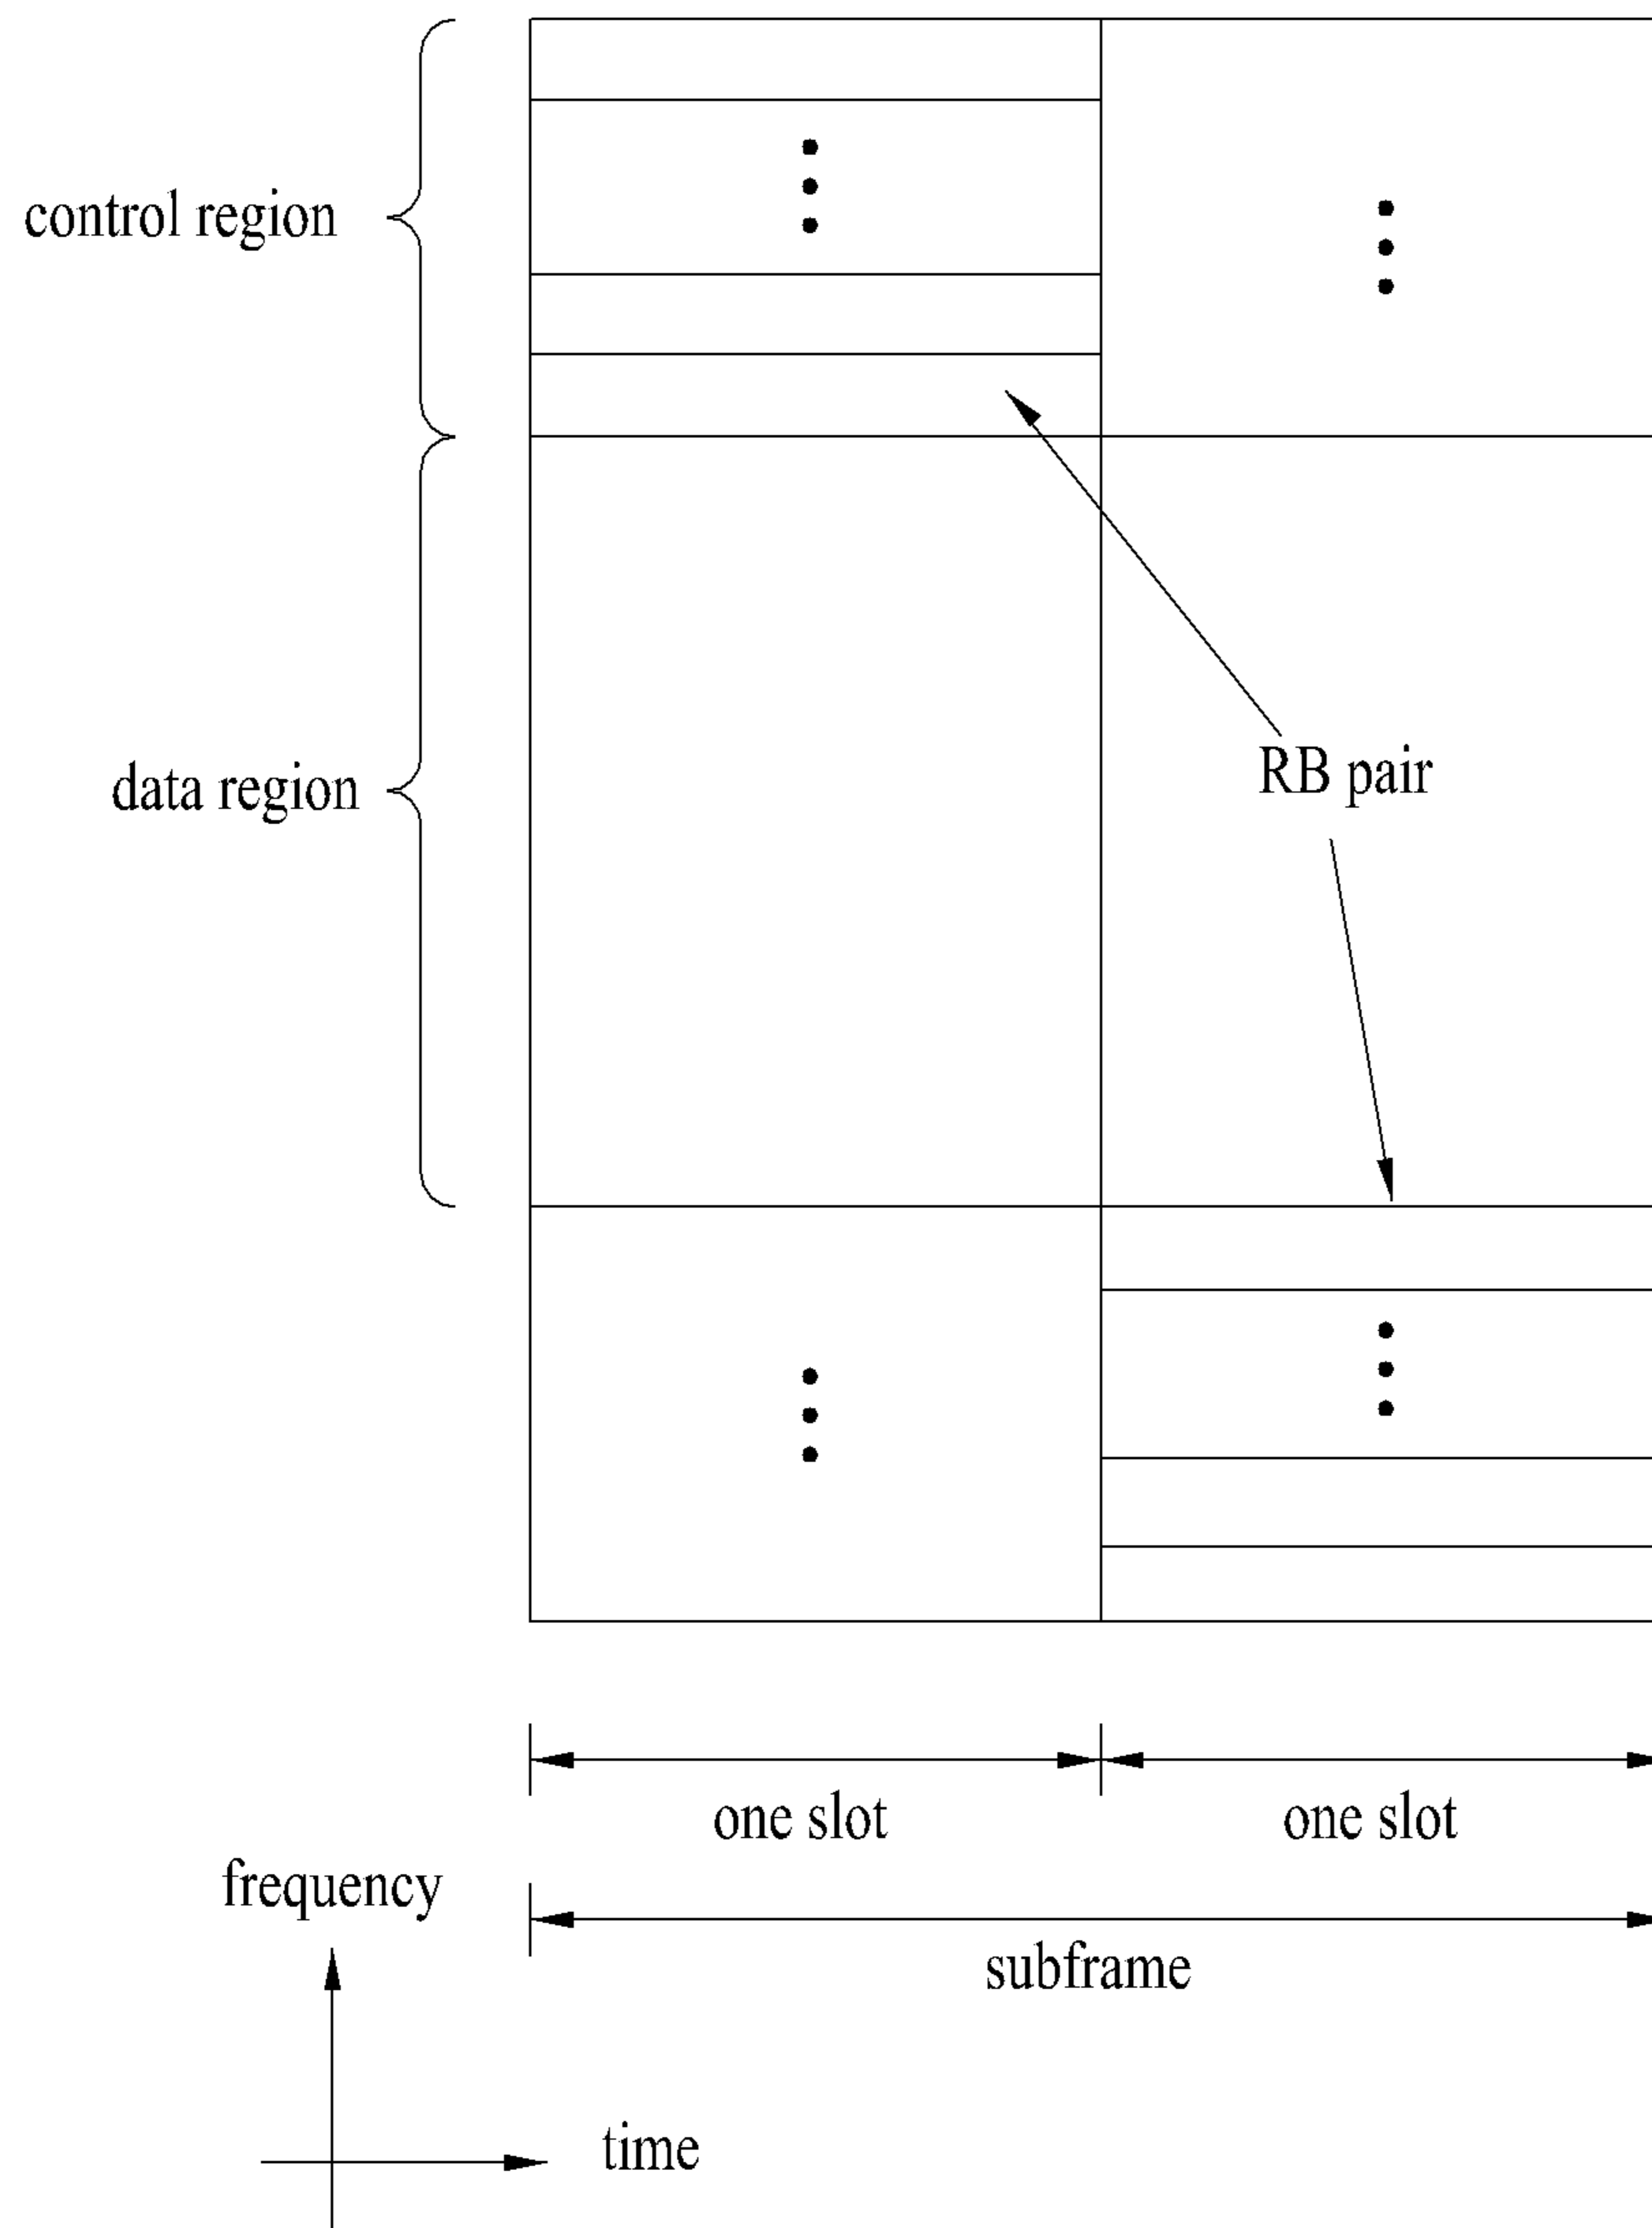 control region
data region
RB pair
one slot
one slot
frequency
subframe
time